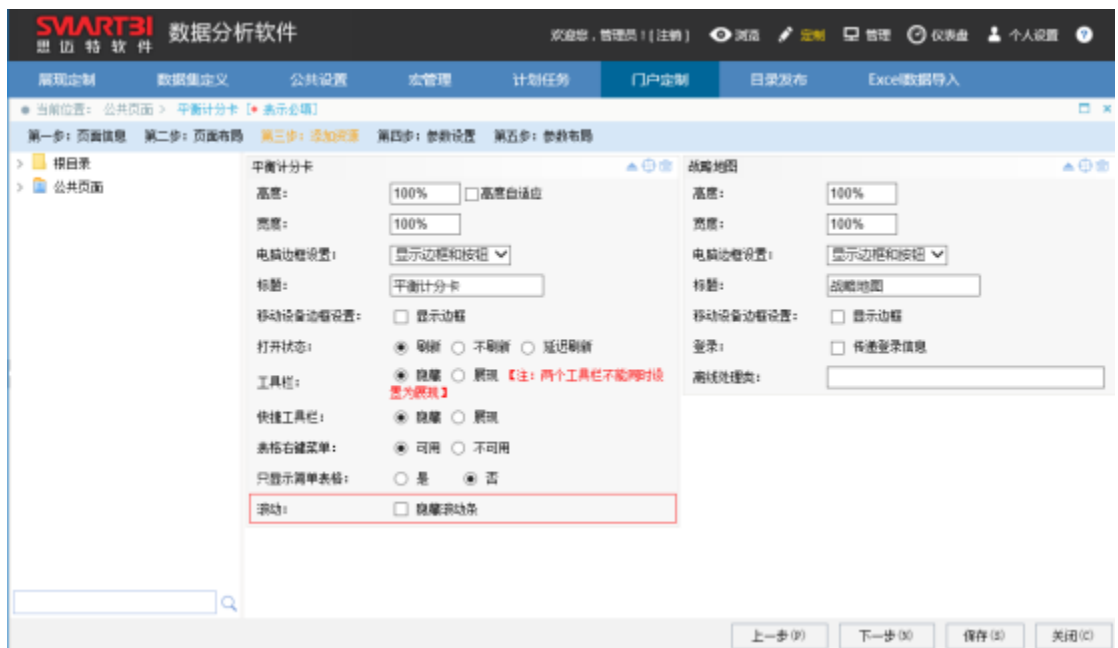 SMARTBI 数据分析软件
思迈特软件
欢迎您，管理员！[注销] 浏览 定制 管理 仪表盘 个人设置 ?
展现定制 数据集定义 公共设置 宏管理 计划任务 门户定制 目录发布 Excel数据导入
当前位置： 公共页面 > 平衡计分卡 [* 表示必填]
第一步：页面信息 第二步：页面布局 第三步：添加资源 第四步：参数设置 第五步：参数布局
> 根目录
> 公共页面
平衡计分卡
高度： 100% 高度自适应
宽度： 100%
电脑边框设置： 显示边框和按钮
标题： 平衡计分卡
移动设备边框设置： 显示边框
打开状态： 刷新 不刷新 延迟刷新
工具栏： 隐藏 展现 【注：两个工具栏不能同时设
置为展现】
快捷工具栏： 隐藏 展现
表格右键菜单： 可用 不可用
只显示简单表格： 是 否
滚动： 隐藏滚动条
战略地图
高度： 100%
宽度： 100%
电脑边框设置： 显示边框和按钮
标题： 战略地图
移动设备边框设置： 显示边框
登录： 传递登录信息
离线处理类：
上一步(P) 下一步(N) 保存(S) 关闭(C)